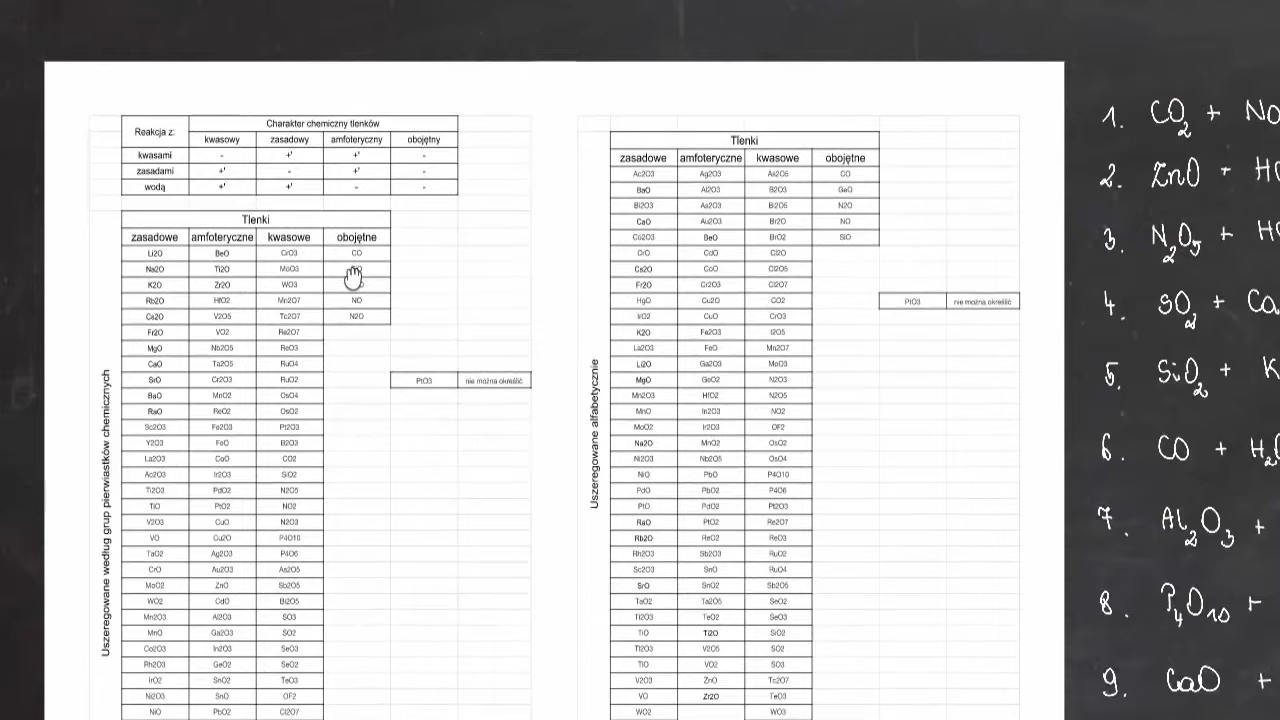 Charakter chemiczny tlenków
Reakcja z:
kwasowy zasadowy amfoteryczny obojętny
kwasami - +' +' -
zasadami +' - +' -
wodą +' +' - -
Tlenki
zasadowe amfoteryczne kwasowe obojętne
Li2O BeO CrO3 CO
Na2O Ti2O MoO3
K2O Zr2O WO3
Rb2O HfO2 Mn2O7 NO
Cs2O V2O5 Tc2O7 N2O
Fr2O VO2 Re2O7
MgO Nb2O5 ReO3
CaO Ta2O5 RuO4
SrO Cr2O3 RuO2
BaO MnO2 OsO4
RaO ReO2 OsO2
Sc2O3 Fe2O3 Pt2O3
Y2O3 FeO B2O3
La2O3 CoO CO2
Ac2O3 Ir2O3 SiO2
Ti2O3 PdO2 N2O5
TiO PtO2 NO2
V2O3 CuO N2O3
VO Cu2O P4O10
TaO2 Ag2O3 P4O6
CrO Au2O3 As2O5
MoO2 ZnO Sb2O5
WO2 CdO Bi2O5
Mn2O3 Al2O3 SO3
MnO Ga2O3 SO2
Co2O3 In2O3 SeO3
Rh2O3 GeO2 SeO2
IrO2 SnO2 TeO3
Ni2O3 SnO OF2
NiO PbO2 Cl2O7
PtO3 nie można określić
Uszeregowane według grup pierwiastków chemicznych
Tlenki
zasadowe amfoteryczne kwasowe obojętne
Ac2O3 Ag2O3 As2O5 CO
BaO Al2O3 B2O3 GeO
Bi2O3 As2O3 Bi2O5 N2O
CaO Au2O3 Br2O NO
Co2O3 BeO BrO2 SiO
CrO CdO Cl2O
Cs2O CoO Cl2O5
Fr2O Cr2O3 Cl2O7
HgO Cu2O CO2
IrO2 CuO CrO3
K2O Fe2O3 I2O5
La2O3 FeO Mn2O7
Li2O Ga2O3 MoO3
MgO GeO2 N2O3
Mn2O3 HfO2 N2O5
MnO In2O3 NO2
MoO2 Ir2O3 OF2
Na2O MnO2 OsO2
Ni2O3 Nb2O5 OsO4
NiO PbO P4O10
PdO PbO2 P4O6
PtO PdO2 Pt2O3
RaO PtO2 Re2O7
Rb2O ReO2 ReO3
Rh2O3 Sb2O3 RuO2
Sc2O3 SnO RuO4
SrO SnO2 Sb2O5
TaO2 Ta2O5 SeO2
Ti2O3 TeO2 SeO3
TiO Ti2O SiO2
Tl2O3 V2O5 SO2
TlO VO2 SO3
V2O3 ZnO Tc2O7
VO Zr2O TeO3
WO2 WO3
PtO3 nie można określić
Uszeregowane alfabetycznie
1. CO2 +
2. ZnO +
3. N2O5 +
4. SO2 + Ca
5. SiO2 + K
6. CO + H2O
7. Al2O3 +
8. P4O10 +
9. CaO +